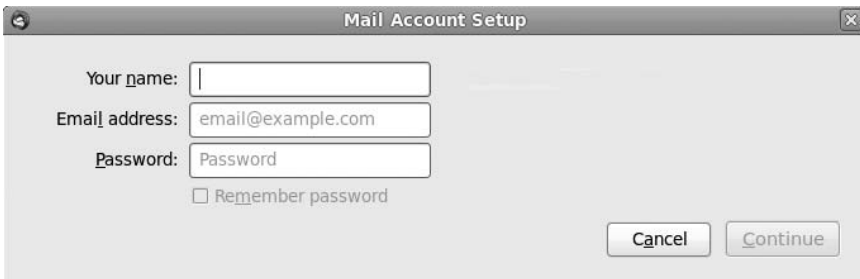 Mail Account Setup
Your name:
Email address: email@example.com
Password: Password
Remember password
Cancel Continue